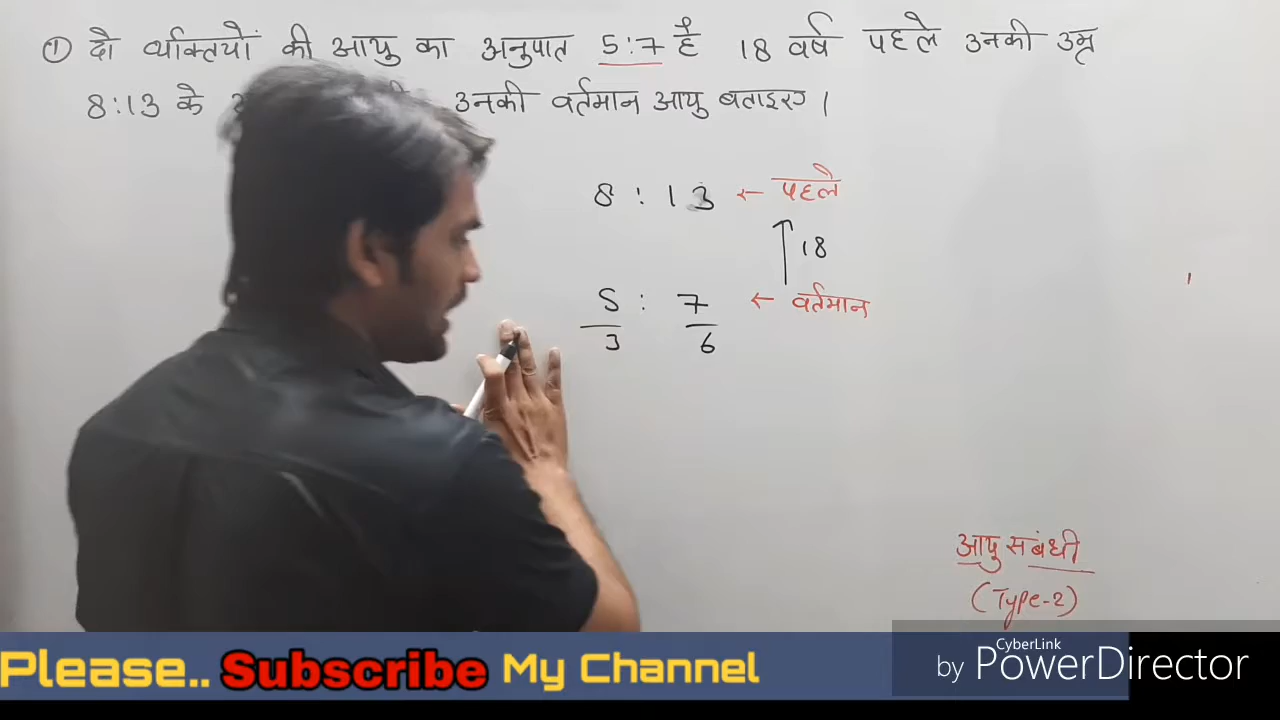 ① दो व्यक्तियों की आयु का अनुपात 5:7 है 18 वर्ष पहले उनकी उम्र
8:13 के उनकी वर्तमान आयु बताइए।
8 : 13 ← पहले
18
5 : 7 ← वर्तमान
3 6
आयु संबंधी
(Type-2)
Please.. Subscribe My Channel
by CyberLink PowerDirector